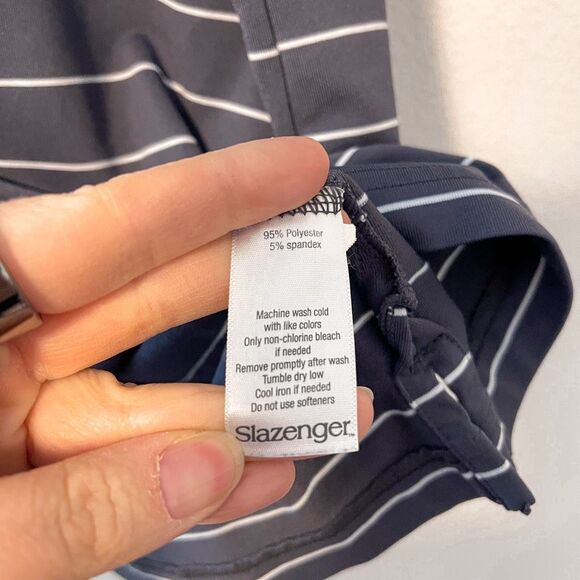 95% Polyester
5% spandex
Machine wash cold
with like colors
Only non-chlorine bleach
if needed
Remove promptly after wash
Tumble dry low
Cool iron if needed
Do not use softeners
Slazenger™